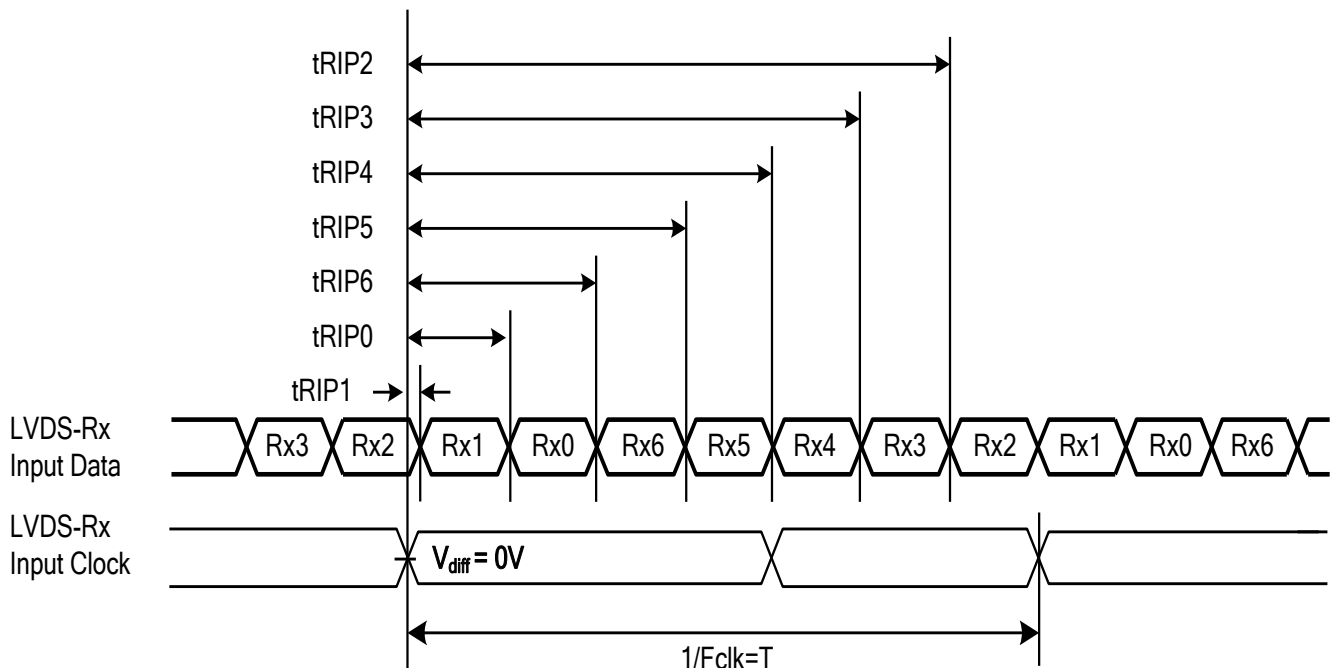 tRIP2
tRIP3
tRIP4
tRIP5
tRIP6
tRIP0
tRIP1
LVDS-Rx
Input Data
Rx3 Rx2 Rx1 Rx0 Rx6 Rx5 Rx4 Rx3 Rx2 Rx1 Rx0 Rx6
LVDS-Rx
Input Clock
Vdiff = 0V
1/Fclk=T